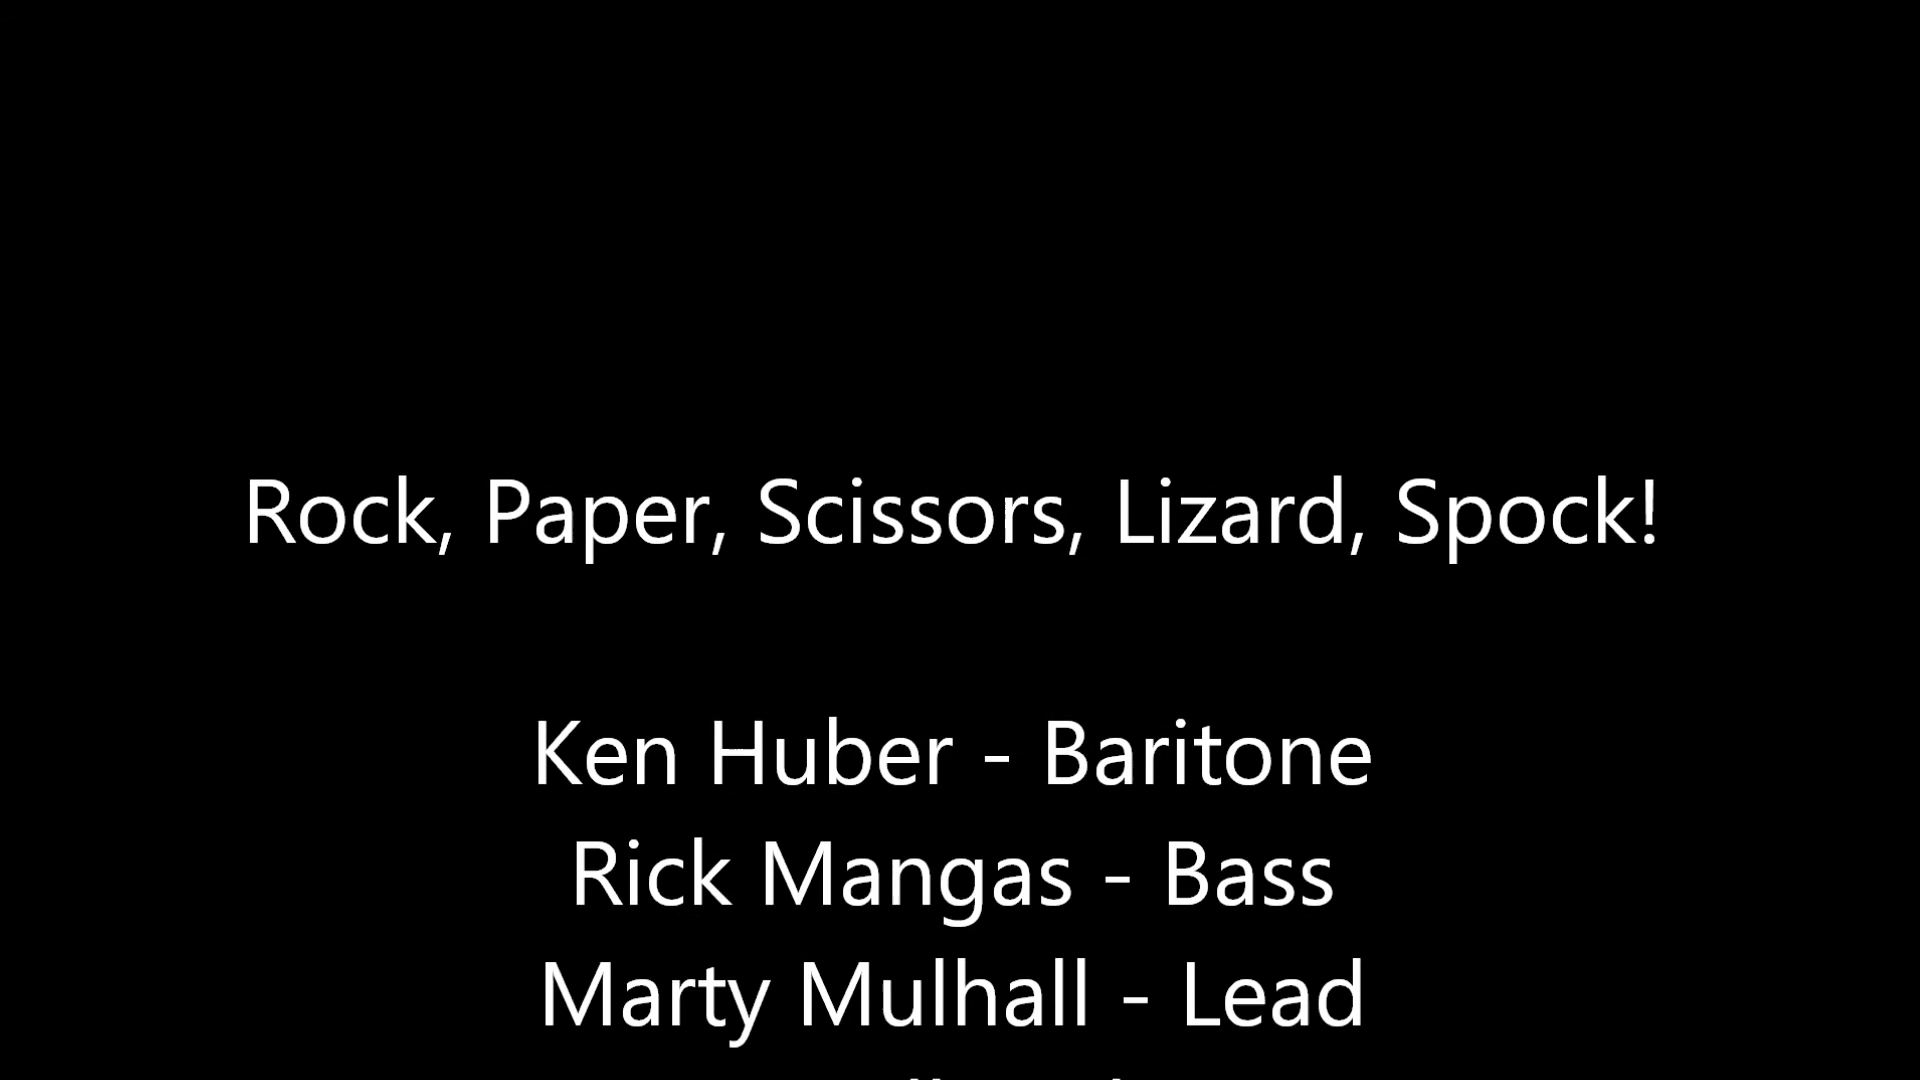 Rock, Paper, Scissors, Lizard, Spock!
Ken Huber - Baritone
Rick Mangas - Bass
Marty Mulhall - Lead